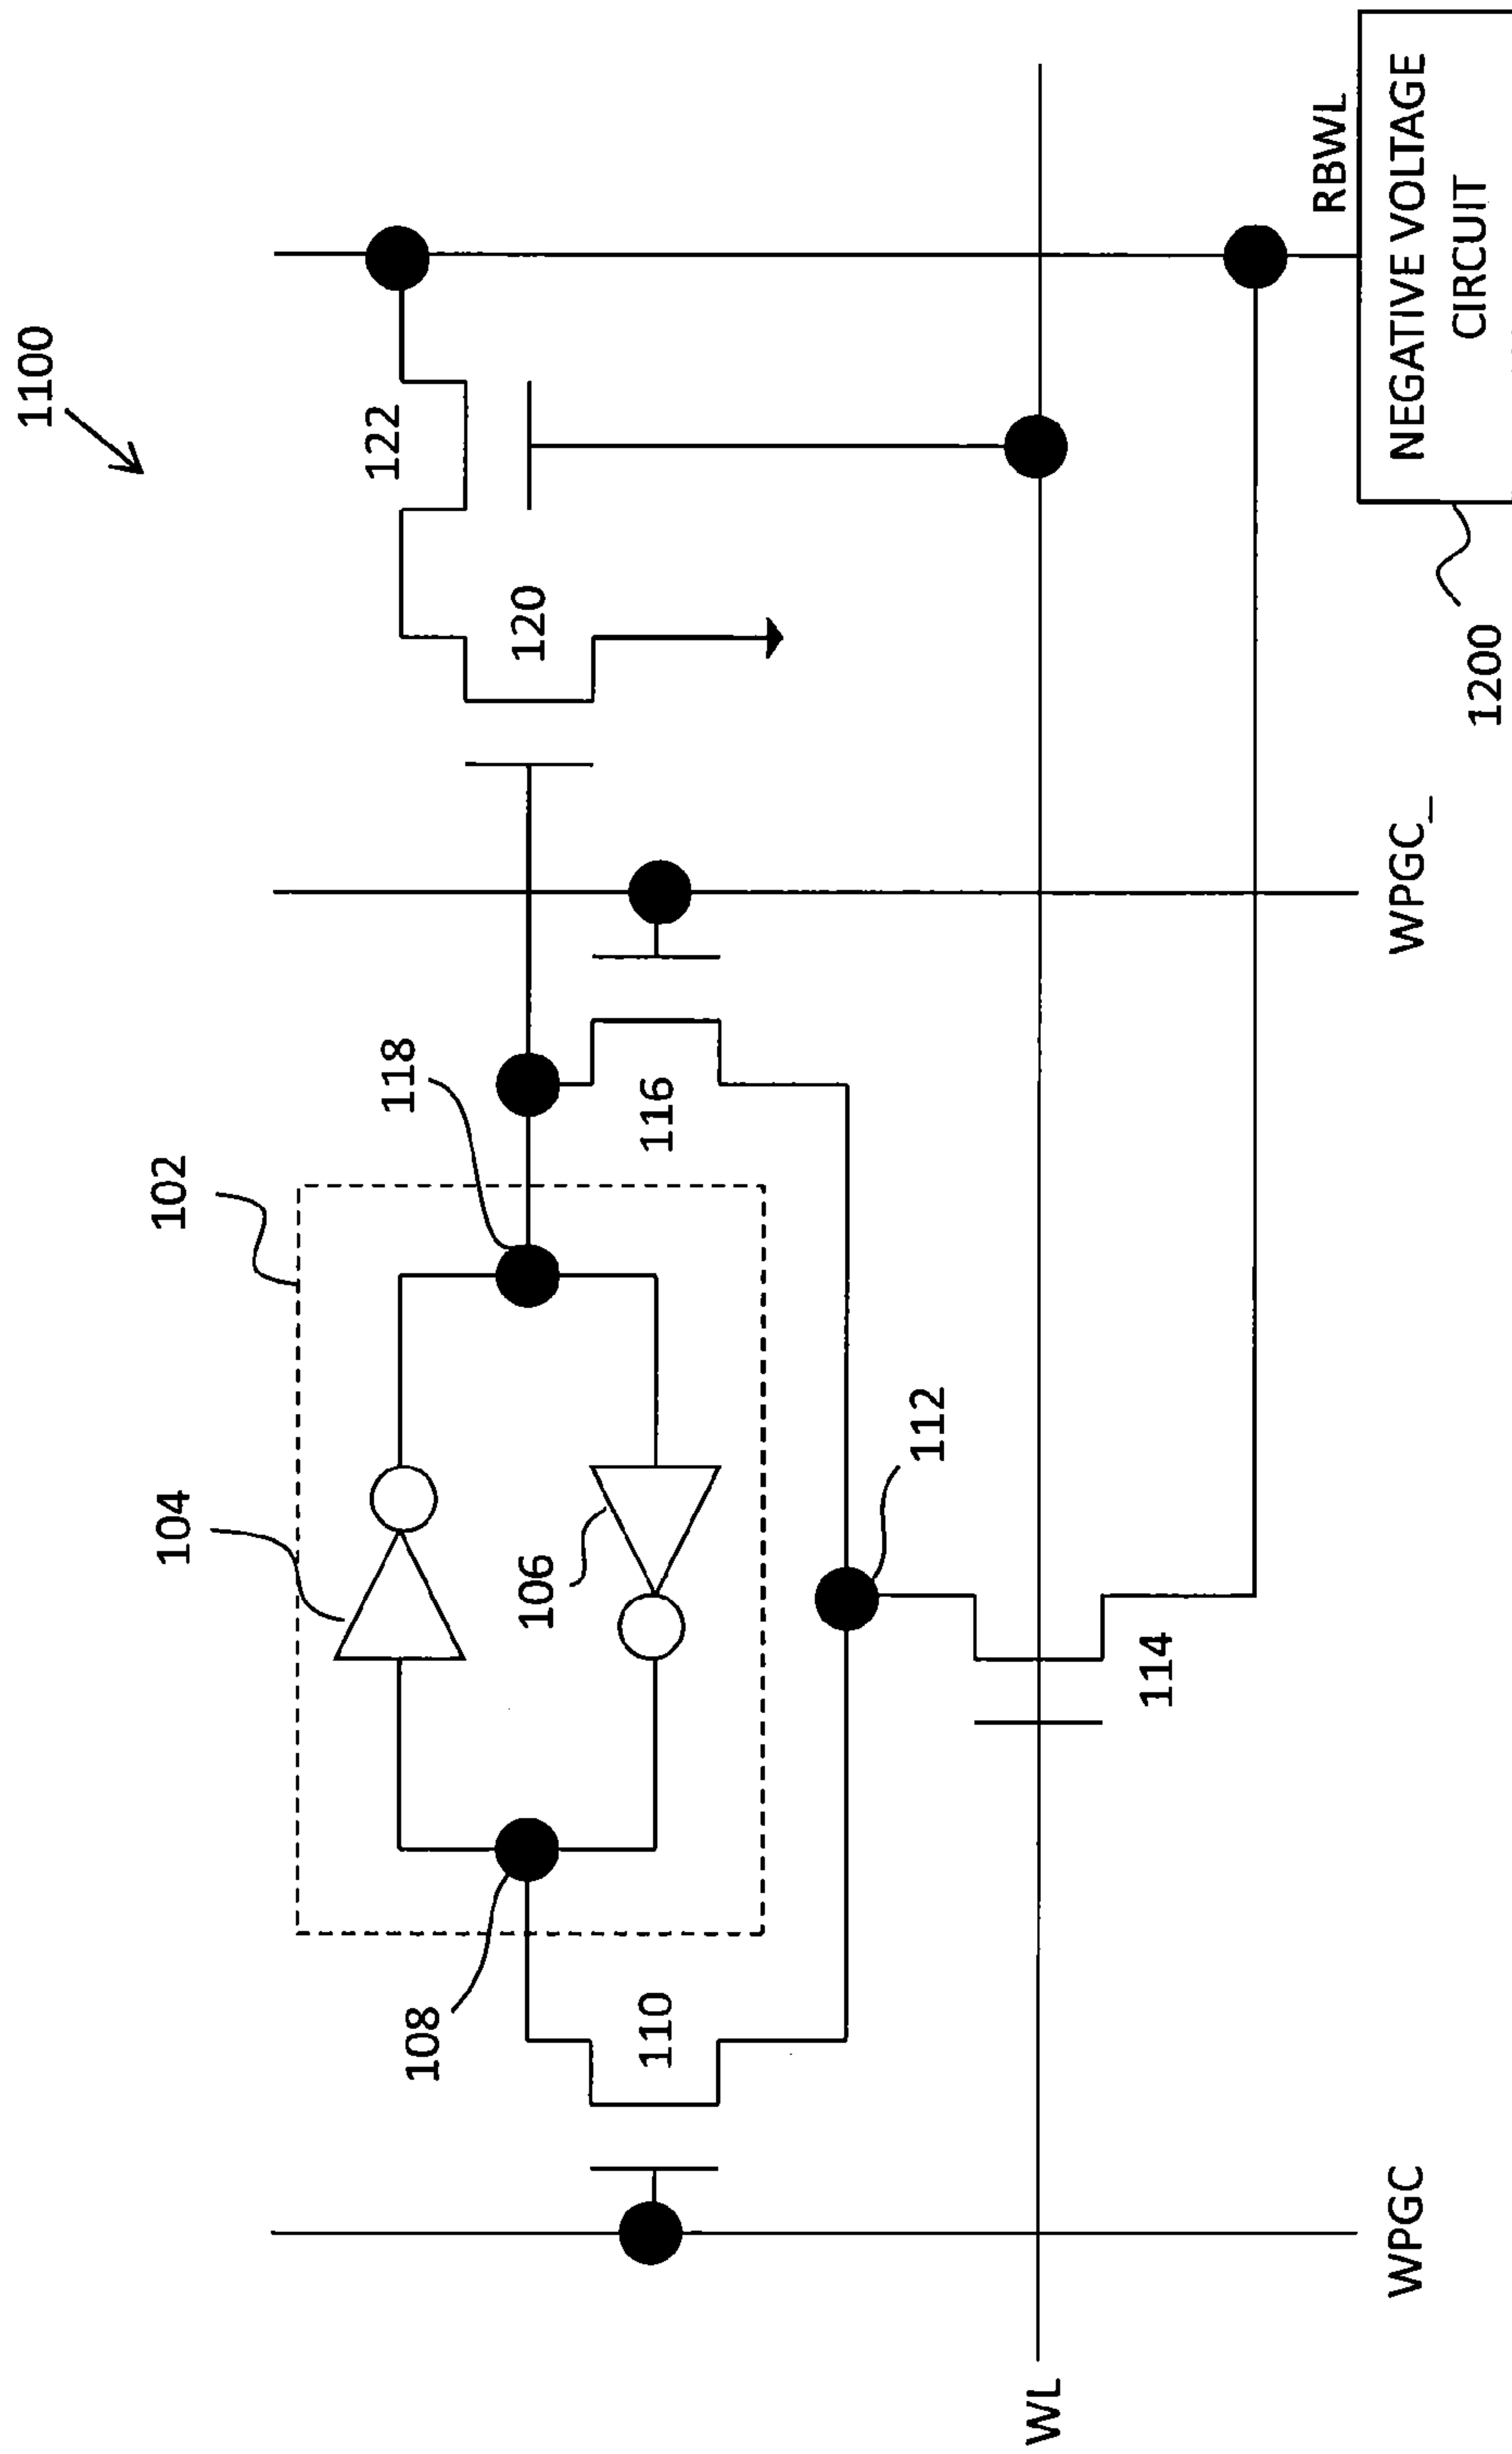 1100
102
104
118
122
120
106
108
110
116
112
114
WL
WPGC
WPGC_
RBWL
NEGATIVE VOLTAGE
CIRCUIT
1200